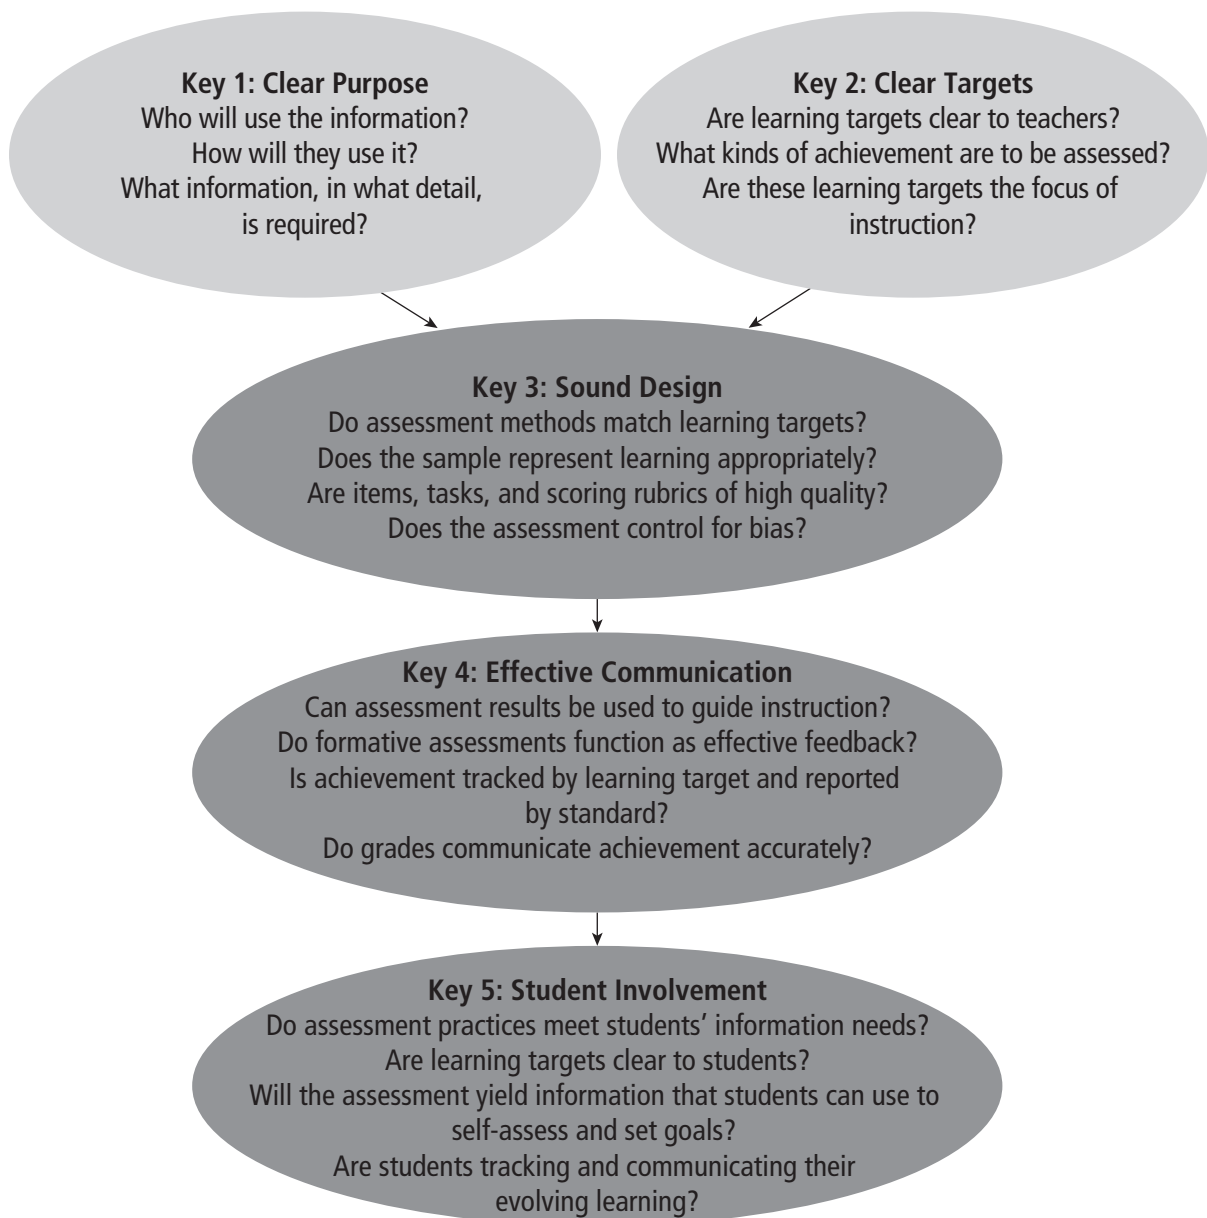 Key 1: Clear Purpose
Who will use the information?
How will they use it?
What information, in what detail,
is required?
Key 2: Clear Targets
Are learning targets clear to teachers?
What kinds of achievement are to be assessed?
Are these learning targets the focus of
instruction?
Key 3: Sound Design
Do assessment methods match learning targets?
Does the sample represent learning appropriately?
Are items, tasks, and scoring rubrics of high quality?
Does the assessment control for bias?
Key 4: Effective Communication
Can assessment results be used to guide instruction?
Do formative assessments function as effective feedback?
Is achievement tracked by learning target and reported
by standard?
Do grades communicate achievement accurately?
Key 5: Student Involvement
Do assessment practices meet students’ information needs?
Are learning targets clear to students?
Will the assessment yield information that students can use to
self-assess and set goals?
Are students tracking and communicating their
evolving learning?